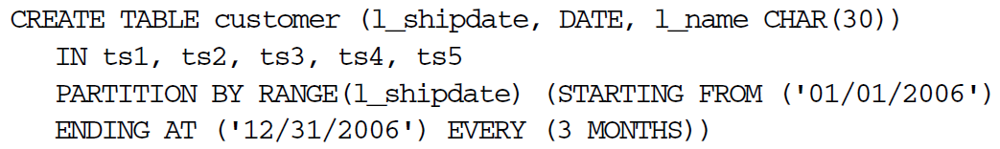 CREATE TABLE customer (l_shipdate, DATE, l_name CHAR(30))
IN ts1, ts2, ts3, ts4, ts5
PARTITION BY RANGE(l_shipdate) (STARTING FROM ('01/01/2006')
ENDING AT ('12/31/2006') EVERY (3 MONTHS))